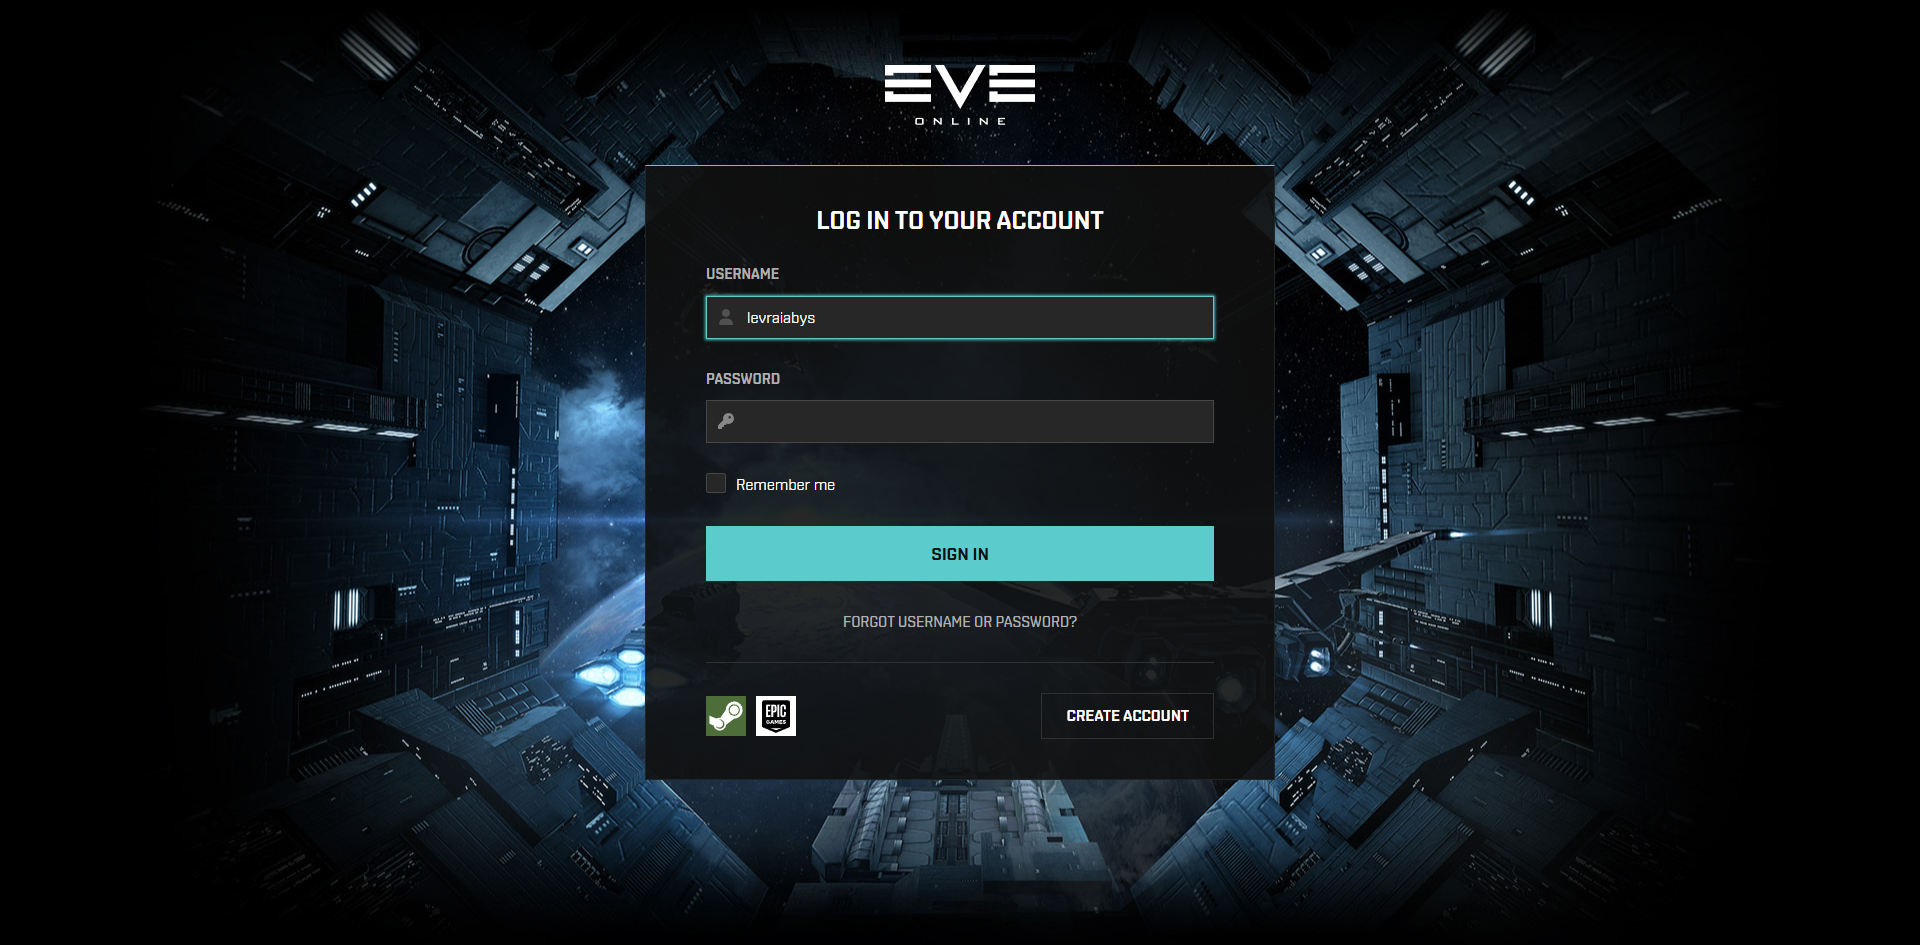 EVE
ONLINE
LOG IN TO YOUR ACCOUNT
USERNAME
levraiabys
PASSWORD
Remember me
SIGN IN
FORGOT USERNAME OR PASSWORD?
EPIC
GAMES
CREATE ACCOUNT